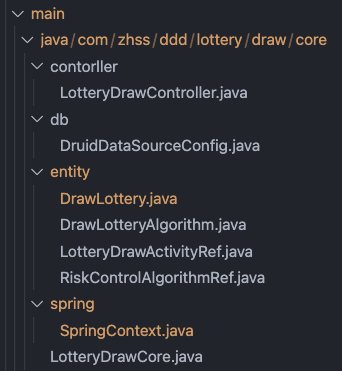 main
java/com/zhss/ddd/lottery/draw/core
contorller
LotteryDrawController.java
db
DruidDataSourceConfig.java
entity
DrawLottery.java
DrawLotteryAlgorithm.java
LotteryDrawActivityRef.java
RiskControlAlgorithmRef.java
spring
SpringContext.java
LotteryDrawCore.java